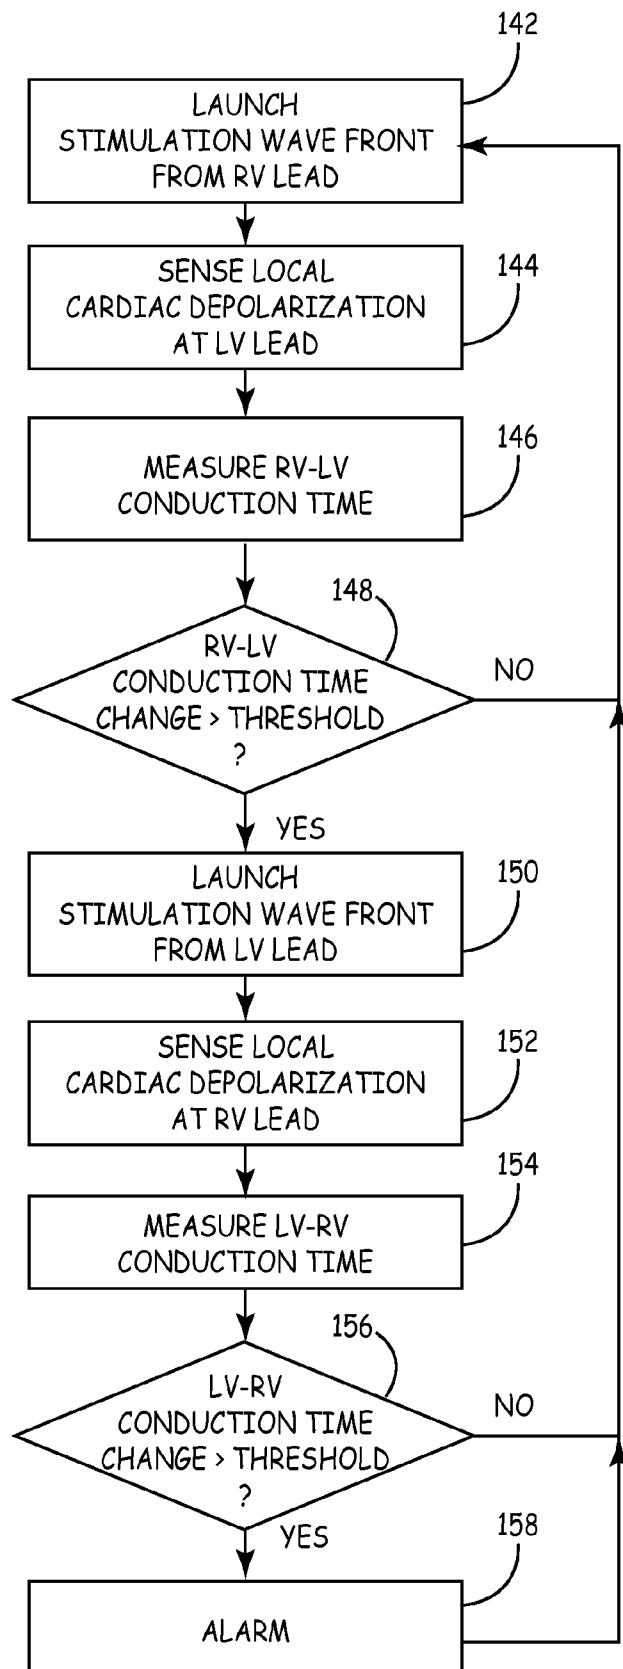 142
LAUNCH
STIMULATION WAVE FRONT
FROM RV LEAD
144
SENSE LOCAL
CARDIAC DEPOLARIZATION
AT LV LEAD
146
MEASURE RV-LV
CONDUCTION TIME
148
RV-LV
CONDUCTION TIME
CHANGE > THRESHOLD
?
NO
YES
150
LAUNCH
STIMULATION WAVE FRONT
FROM LV LEAD
152
SENSE LOCAL
CARDIAC DEPOLARIZATION
AT RV LEAD
154
MEASURE LV-RV
CONDUCTION TIME
156
LV-RV
CONDUCTION TIME
CHANGE > THRESHOLD
?
NO
YES
158
ALARM